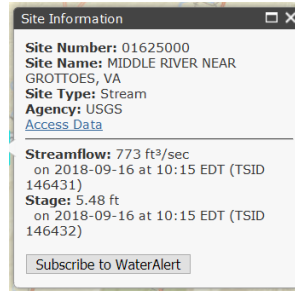 Site Information
Site Number: 01625000
Site Name: MIDDLE RIVER NEAR
GROTTOES, VA
Site Type: Stream
Agency: USGS
Access Data
Streamflow: 773 ft³/sec
on 2018-09-16 at 10:15 EDT (TSID
146431)
Stage: 5.48 ft
on 2018-09-16 at 10:15 EDT (TSID
146432)
Subscribe to WaterAlert